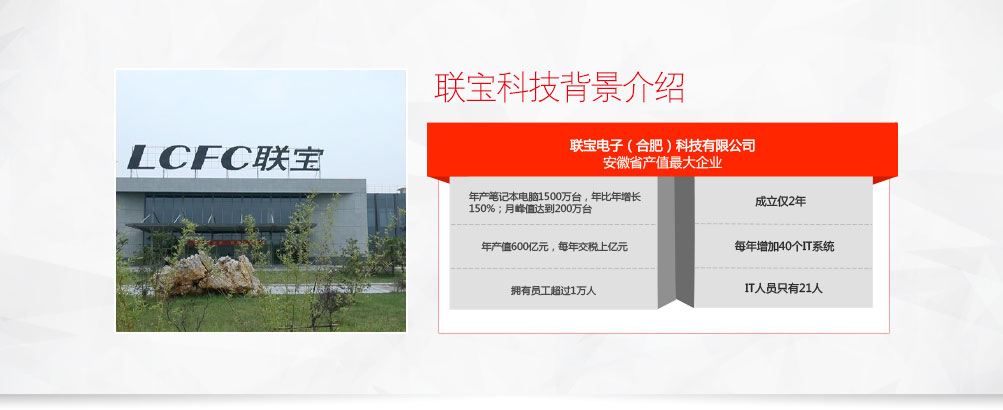 LCFC联宝
联宝科技背景介绍
联宝电子（合肥）科技有限公司
安徽省产值最大企业
年产笔记本电脑1500万台，年比年增长
150%；月峰值达到200万台
年产值600亿元，每年交税上亿元
拥有员工超过1万人
成立仅2年
每年增加40个IT系统
IT人员只有21人